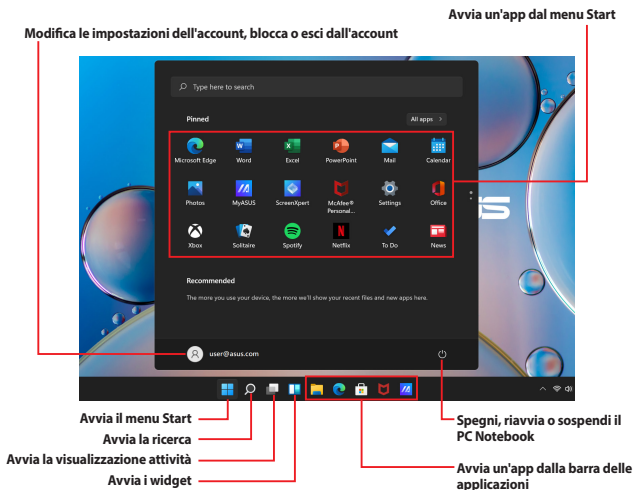 Avvia un'app dal menu Start
Modifica le impostazioni dell'account, blocca o esci dall'account
Type here to search
Pinned
All apps >
Microsoft Edge
Word
Excel
PowerPoint
Mail
Calendar
Photos
MyASUS
ScreenXpert
McAfee®
Personal...
Settings
Office
Xbox
Solitaire
Spotify
Netflix
To Do
News
Recommended
The more you use your device, the more we'll show your recent files and new apps here.
user@asus.com
Avvia il menu Start
Avvia la ricerca
Avvia la visualizzazione attività
Avvia i widget
Spegni, riavvia o sospendi il
PC Notebook
Avvia un'app dalla barra delle
applicazioni